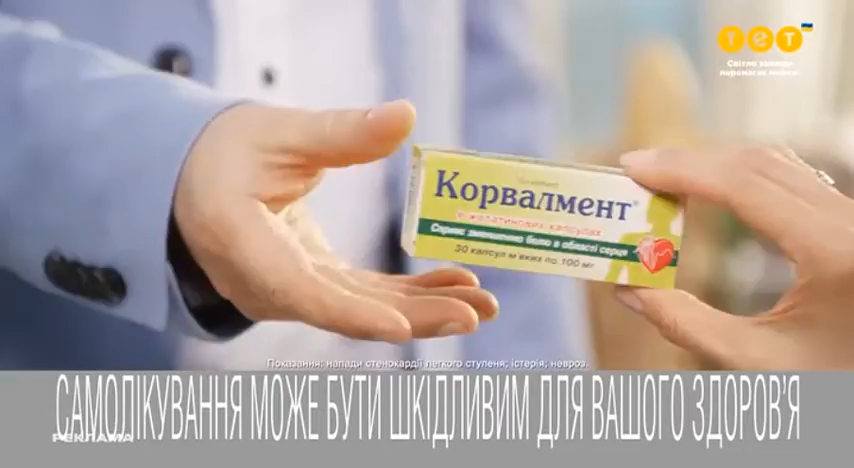 тет
Корвалмент®
в желатинових капсулах
Сприяє зменшенню болю в області серця
30 капсул м'яких по 100 мг
Показання: напади стенокардії легкого ступеня; істерія; невроз.
САМОЛІКУВАННЯ МОЖЕ БУТИ ШКІДЛИВИМ ДЛЯ ВАШОГО ЗДОРОВ'Я
РЕКЛАМА